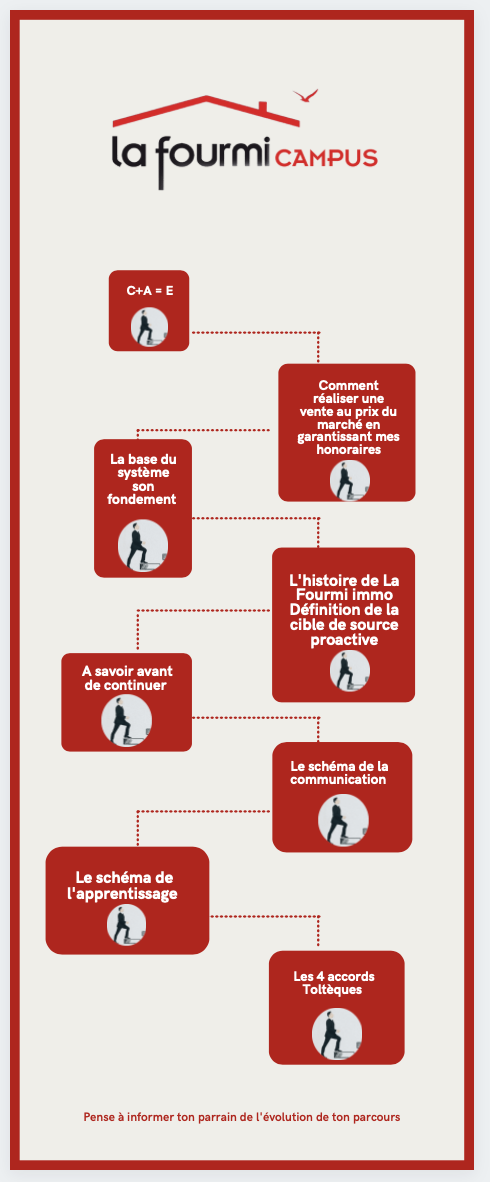 la fourmi CAMPUS
C+A = E
Comment
réaliser une
vente au prix du
marché en
garantissant mes
honoraires
La base du
système
son
fondement
L'histoire de La
Fourmi immo
Définition de la
cible de source
proactive
A savoir avant
de continuer
Le schéma de la
communication
Le schéma de
l'apprentissage
Les 4 accords
Toltèques
Pense à informer ton parrain de l'évolution de ton parcours